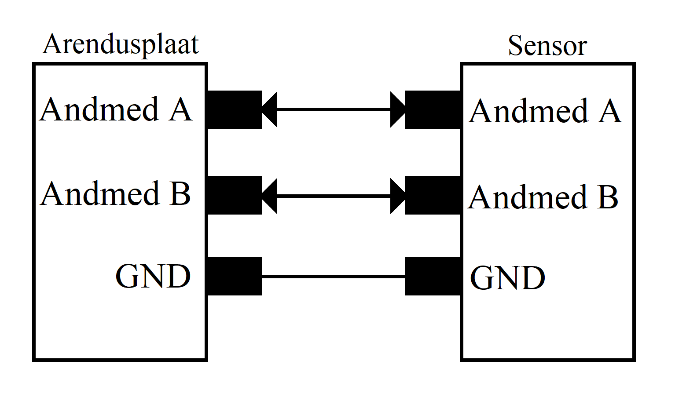 Arendusplaat
Sensor
Andmed A
Andmed A
Andmed B
Andmed B
GND
GND